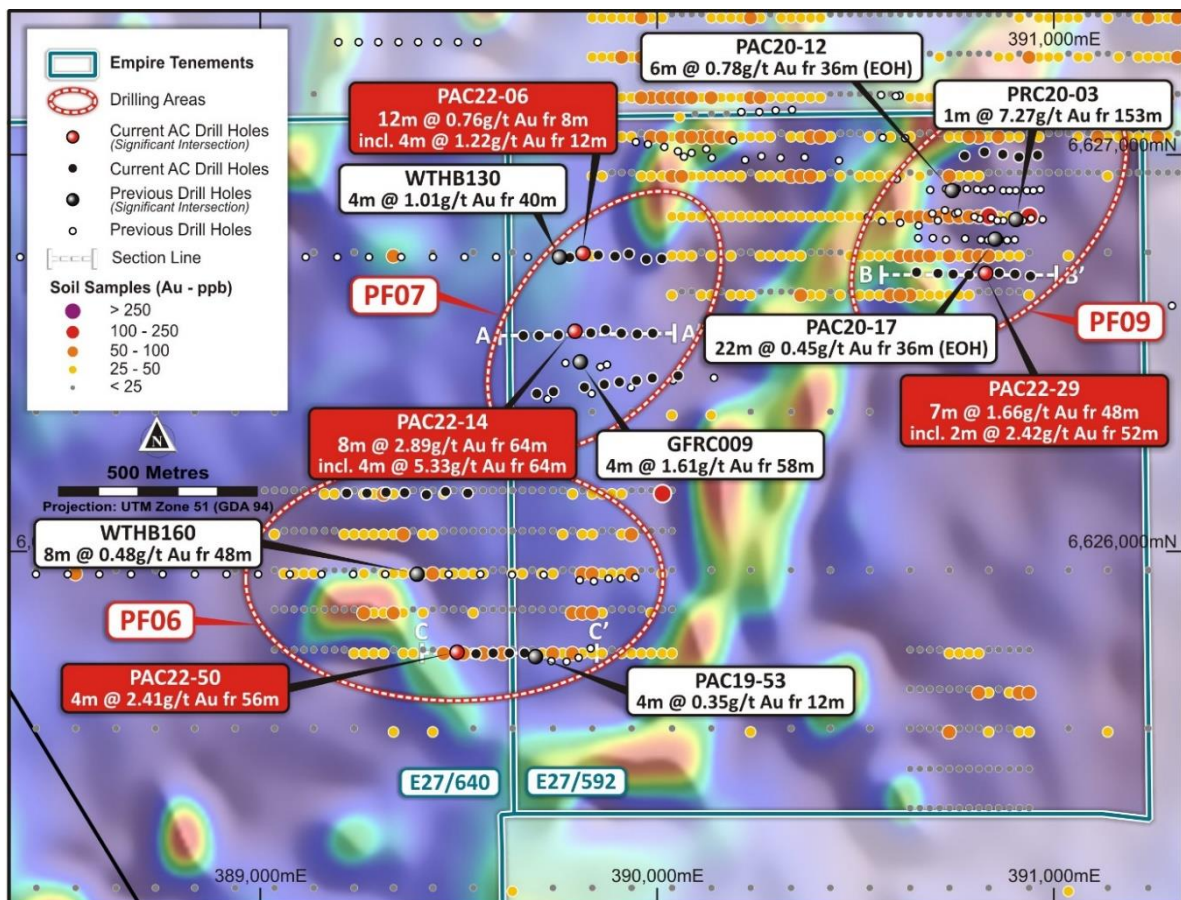 Empire Tenements
Drilling Areas
Current AC Drill Holes
(Significant Intersection)
Current AC Drill Holes
Previous Drill Holes
(Significant Intersection)
Previous Drill Holes
Section Line
Soil Samples (Au - ppb)
> 250
100 - 250
50 - 100
25 - 50
< 25
N
500 Metres
Projection: UTM Zone 51 (GDA 94)
391,000mE
PAC20-12
6m @ 0.78g/t Au fr 36m (EOH)
PRC20-03
1m @ 7.27g/t Au fr 153m
PAC22-06
12m @ 0.76g/t Au fr 8m
incl. 4m @ 1.22g/t Au fr 12m
6,627,000mN
WTHB130
4m @ 1.01g/t Au fr 40m
PF07
B
B'
PF09
A
A'
PAC20-17
22m @ 0.45g/t Au fr 36m (EOH)
PAC22-29
7m @ 1.66g/t Au fr 48m
incl. 2m @ 2.42g/t Au fr 52m
PAC22-14
8m @ 2.89g/t Au fr 64m
incl. 4m @ 5.33g/t Au fr 64m
GFRC009
4m @ 1.61g/t Au fr 58m
WTHB160
8m @ 0.48g/t Au fr 48m
6,626,000mN
PF06
C
C'
PAC22-50
4m @ 2.41g/t Au fr 56m
PAC19-53
4m @ 0.35g/t Au fr 12m
E27/640
E27/592
389,000mE
390,000mE
391,000mE